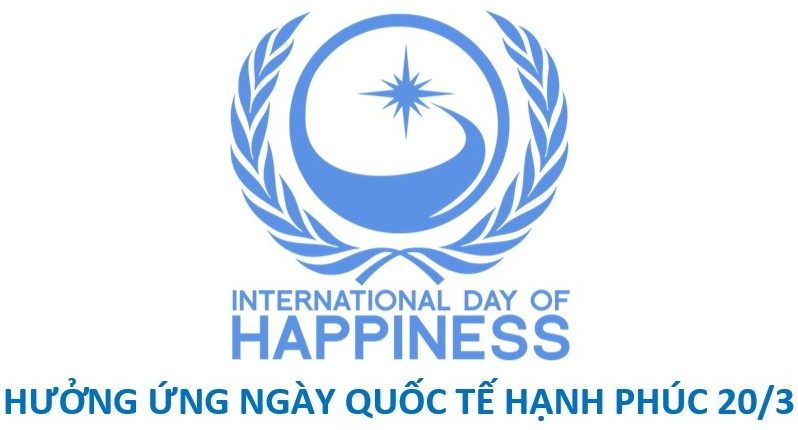 INTERNATIONAL DAY OF
HAPPINESS
HƯỞNG ỨNG NGÀY QUỐC TẾ HẠNH PHÚC 20/3